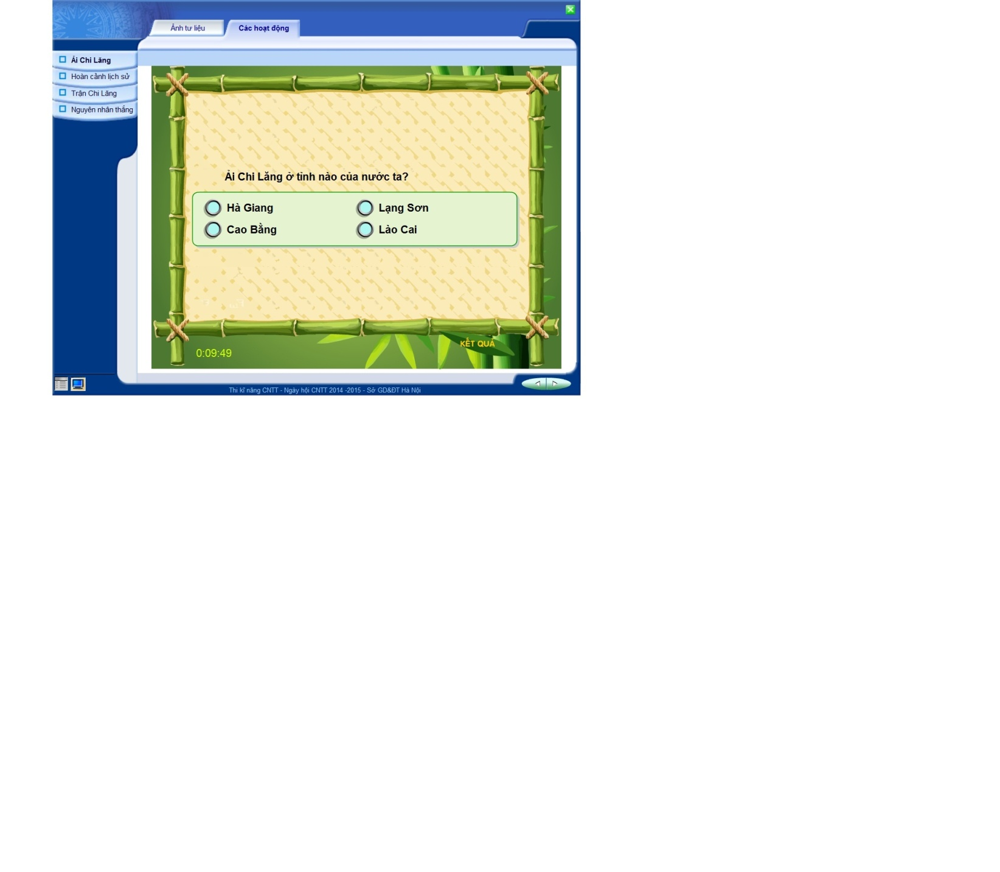 Ảnh tư liệu
Các hoạt động
Ải Chi Lăng
Hoàn cảnh lịch sử
Trận Chi Lăng
Nguyên nhân thắng
Ải Chi Lăng ở tỉnh nào của nước ta?
Hà Giang
Lạng Sơn
Cao Bằng
Lào Cai
KẾT QUẢ
0:09:49
Thi kĩ năng CNTT - Ngày hội CNTT 2014 -2015 - Sở GD&ĐT Hà Nội